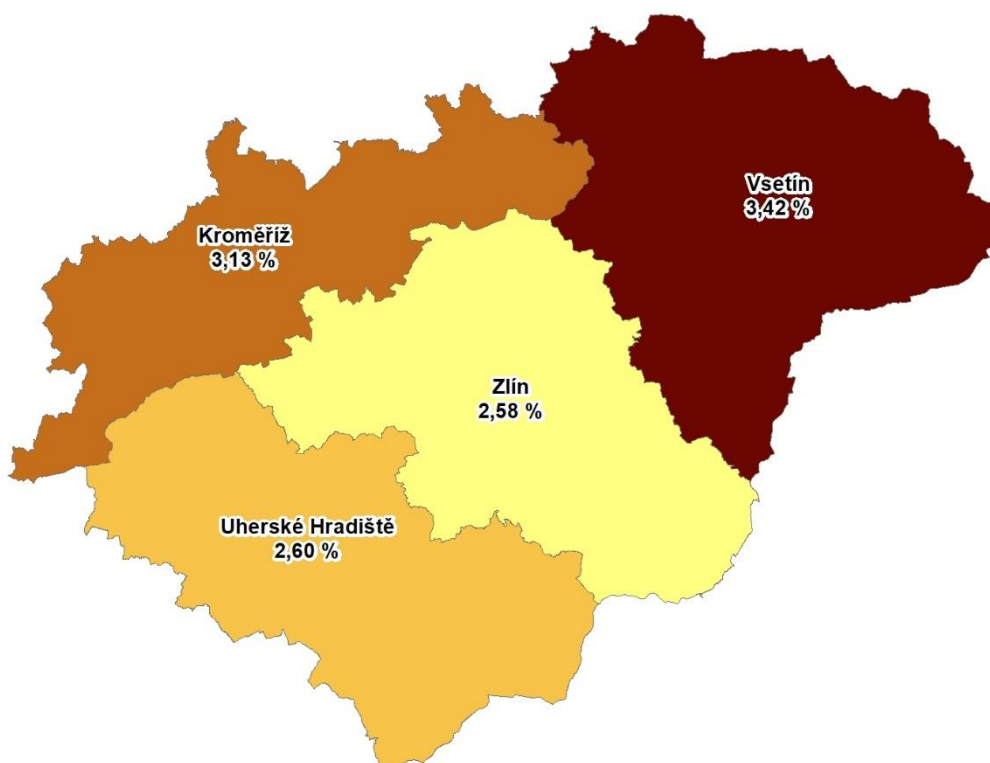 Vsetín
3,42 %
Kroměříž
3,13 %
Zlín
2,58 %
Uherské Hradiště
2,60 %